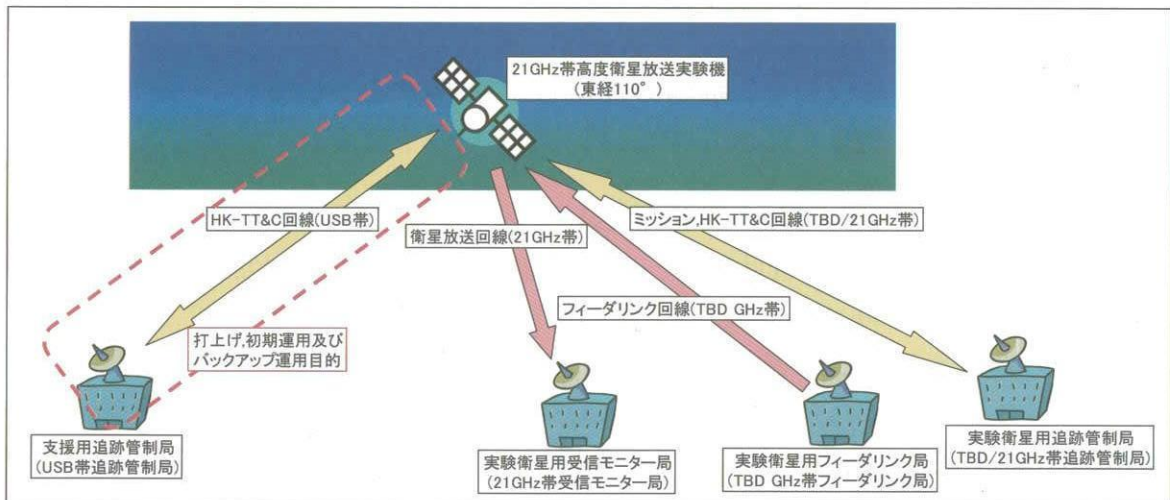 21GHz帯高度衛星放送実験機
(東経110°)
HK-TT&C回線(USB帯)
衛星放送回線(21GHz帯)
ミッション,HK-TT&C回線(TBD/21GHz帯)
フィーダリンク回線(TBD GHz帯)
打上げ,初期運用及び
バックアップ運用目的
支援用追跡管制局
(USB帯追跡管制局)
実験衛星用受信モニター局
(21GHz帯受信モニター局)
実験衛星用フィーダリンク局
(TBD GHz帯フィーダリンク局)
実験衛星用追跡管制局
(TBD/21GHz帯追跡管制局)